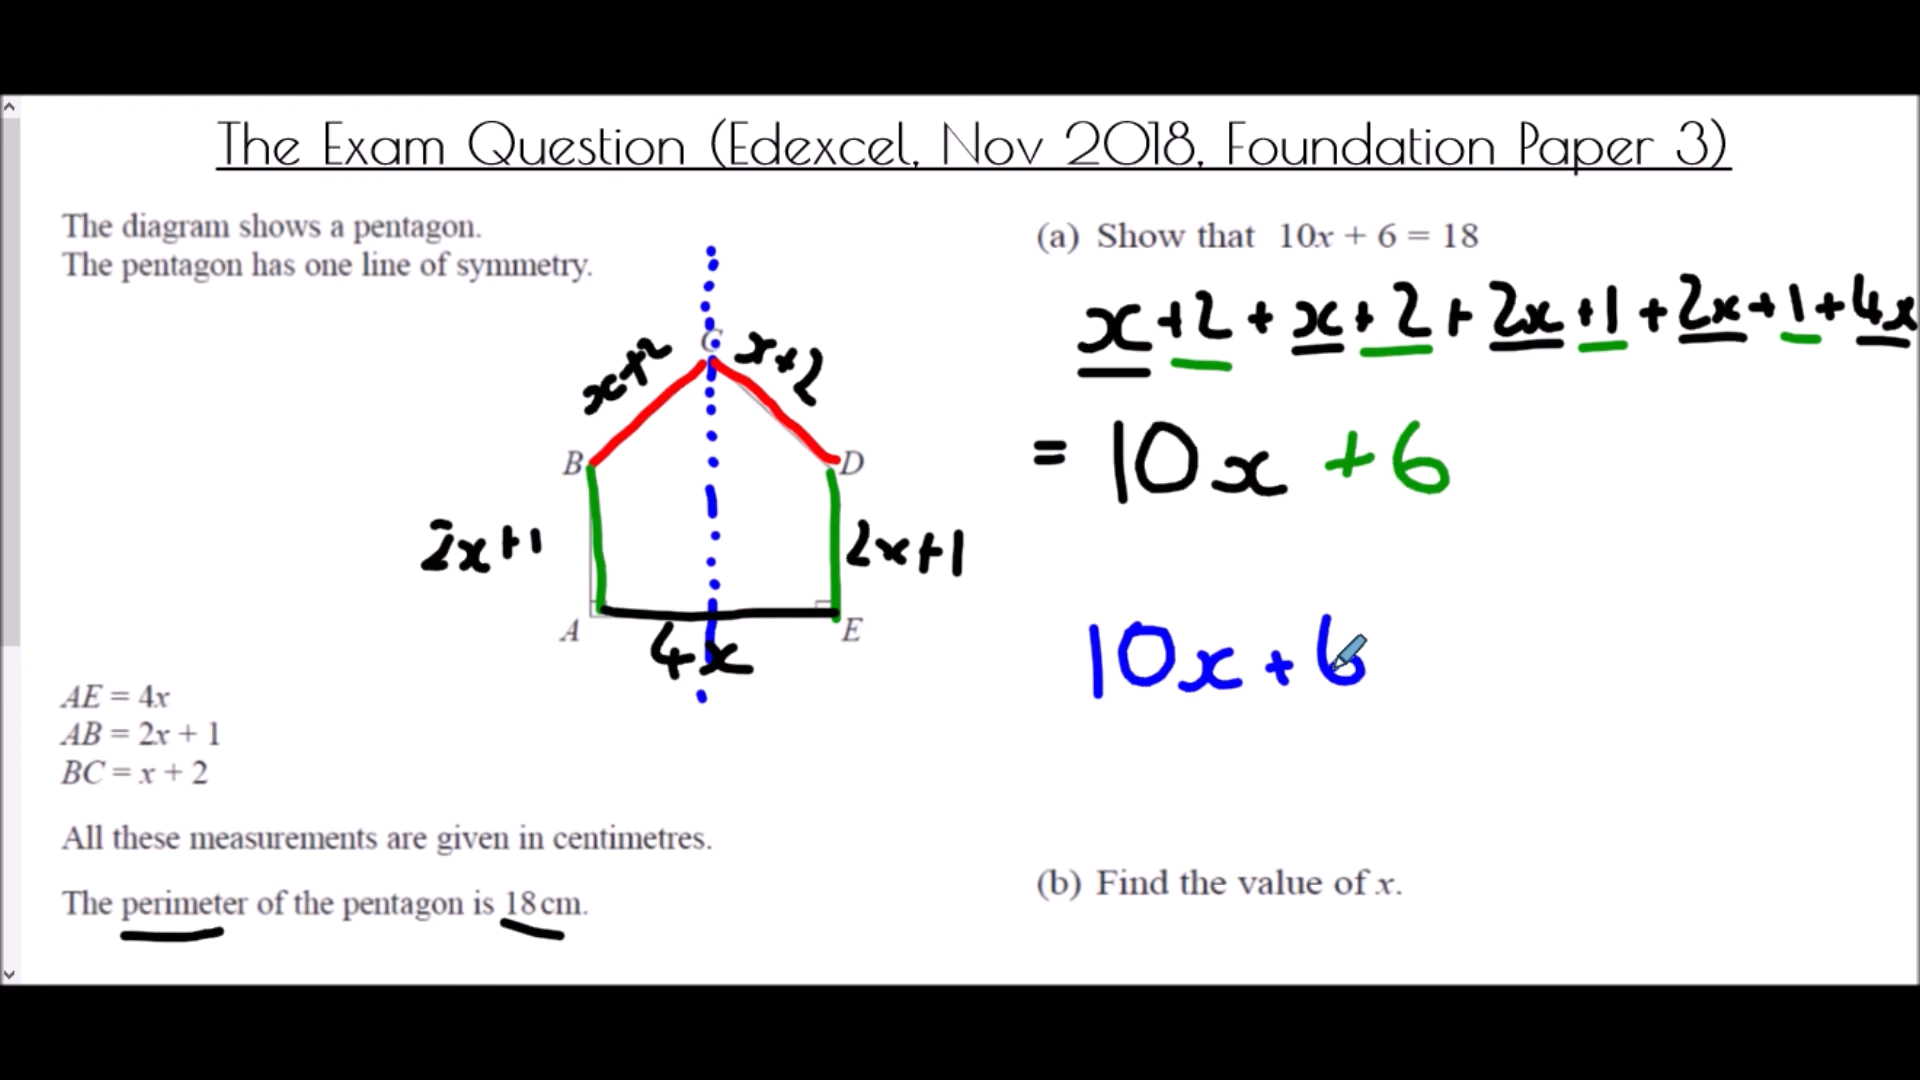 The Exam Question (Edexcel, Nov 2018, Foundation Paper 3)
The diagram shows a pentagon.
The pentagon has one line of symmetry.
C
x+2
x+2
B
D
2x+1
2x+1
A
E
4x
AE = 4x
AB = 2x + 1
BC = x + 2
All these measurements are given in centimetres.
The perimeter of the pentagon is 18 cm.
(a) Show that 10x + 6 = 18
x+2 + x+2 + 2x+1 + 2x+1 + 4x
= 10x + 6
10x + 6
(b) Find the value of x.